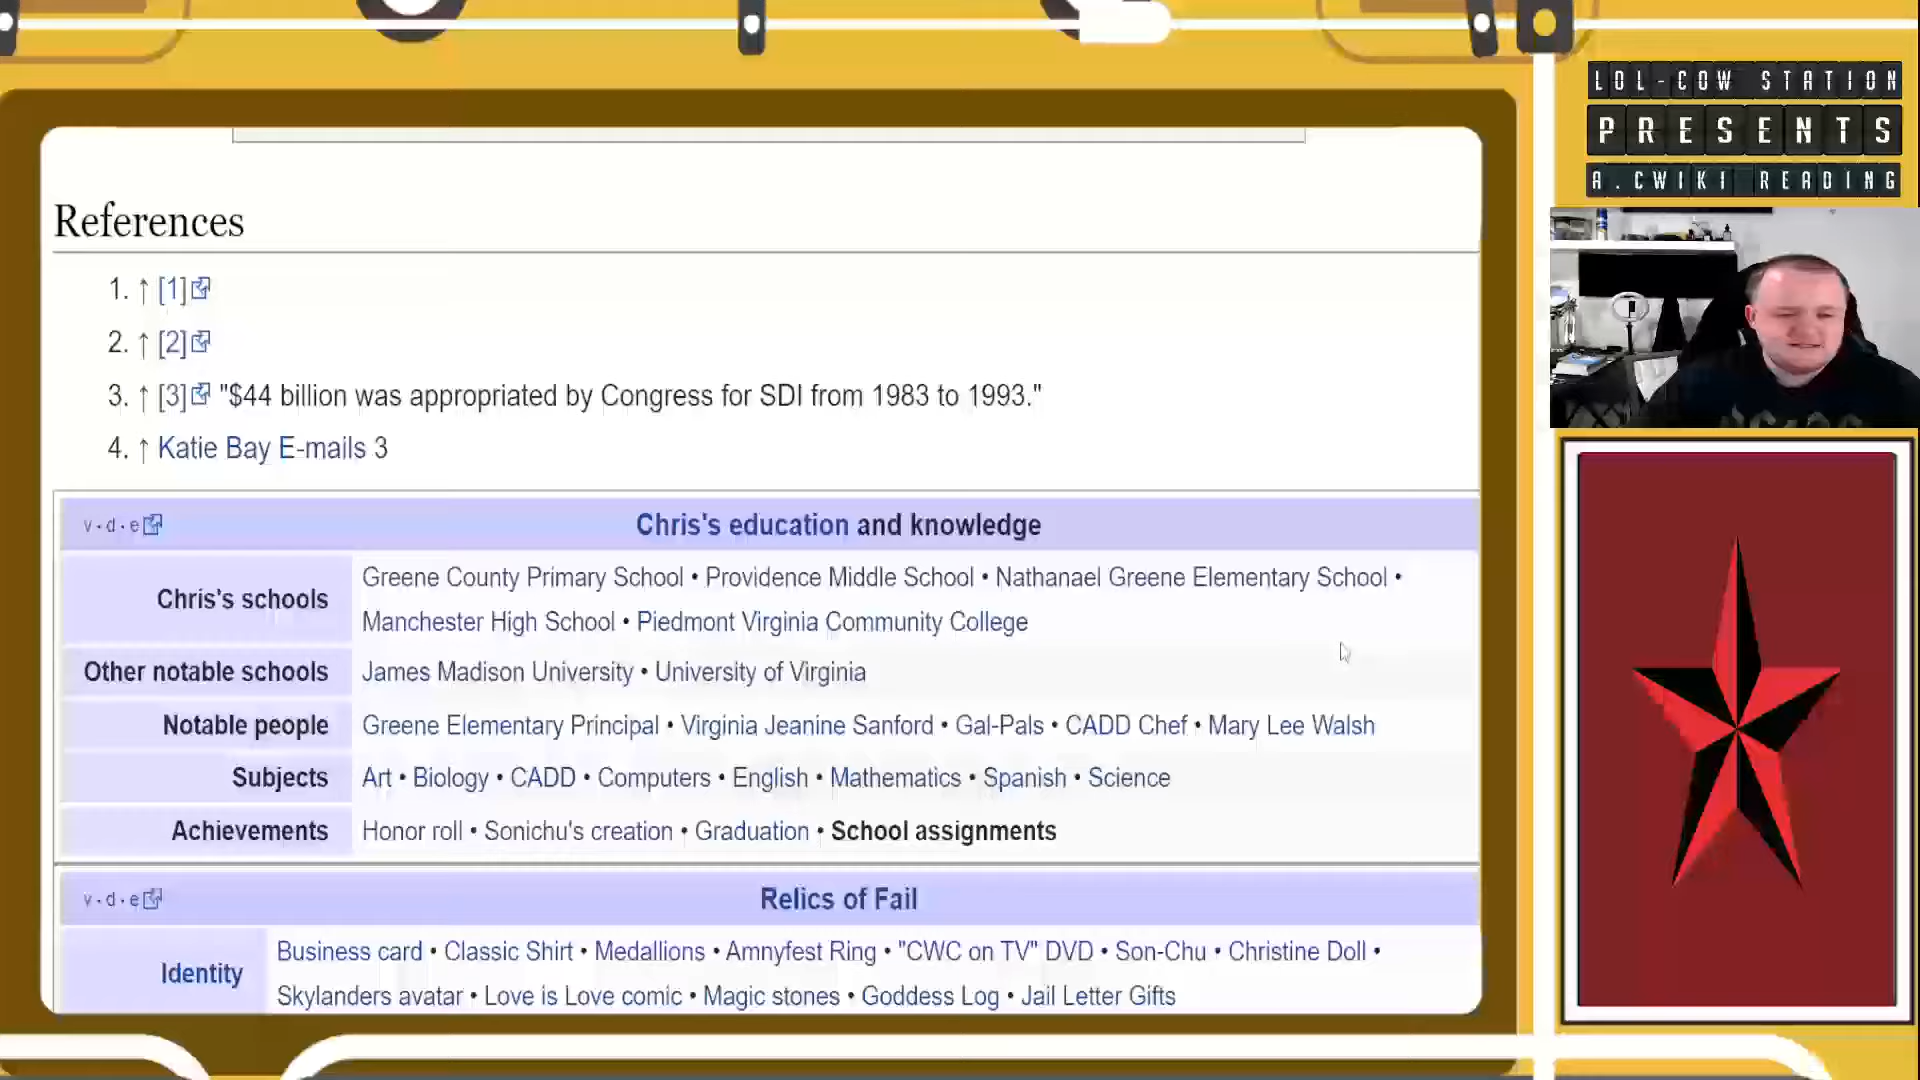 LOL-COW STATION
PRESENTS
A.CWIKI READING
References
1. ↑ [1]
2. ↑ [2]
3. ↑ [3] "$44 billion was appropriated by Congress for SDI from 1983 to 1993."
4. ↑ Katie Bay E-mails 3
v · d · e Chris's education and knowledge
Chris's schools
Greene County Primary School • Providence Middle School • Nathanael Greene Elementary School •
Manchester High School • Piedmont Virginia Community College
Other notable schools James Madison University • University of Virginia
Notable people Greene Elementary Principal • Virginia Jeanine Sanford • Gal-Pals • CADD Chef • Mary Lee Walsh
Subjects Art • Biology • CADD • Computers • English • Mathematics • Spanish • Science
Achievements Honor roll • Sonichu's creation • Graduation • School assignments
v · d · e Relics of Fail
Identity
Business card • Classic Shirt • Medallions • Amnyfest Ring • "CWC on TV" DVD • Son-Chu • Christine Doll •
Skylanders avatar • Love is Love comic • Magic stones • Goddess Log • Jail Letter Gifts